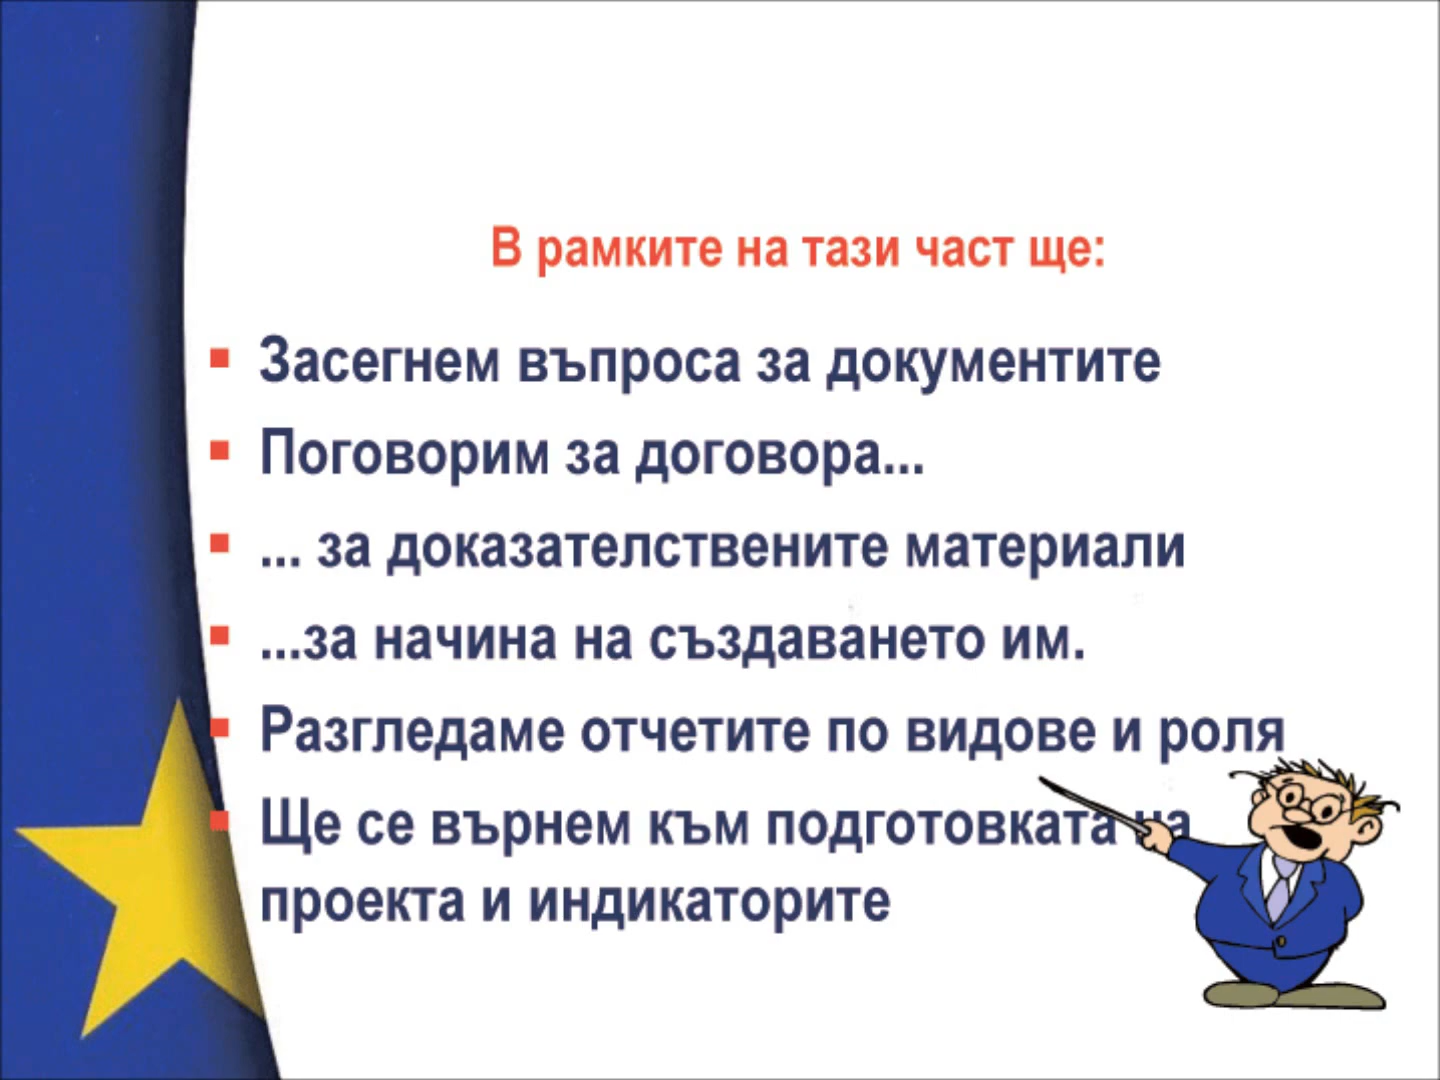 В рамките на тази част ще:
Засегнем въпроса за документите
Поговорим за договора...
... за доказателствените материали
...за начина на създаването им.
Разгледаме отчетите по видове и роля
Ще се върнем към подготовката на
проекта и индикаторите